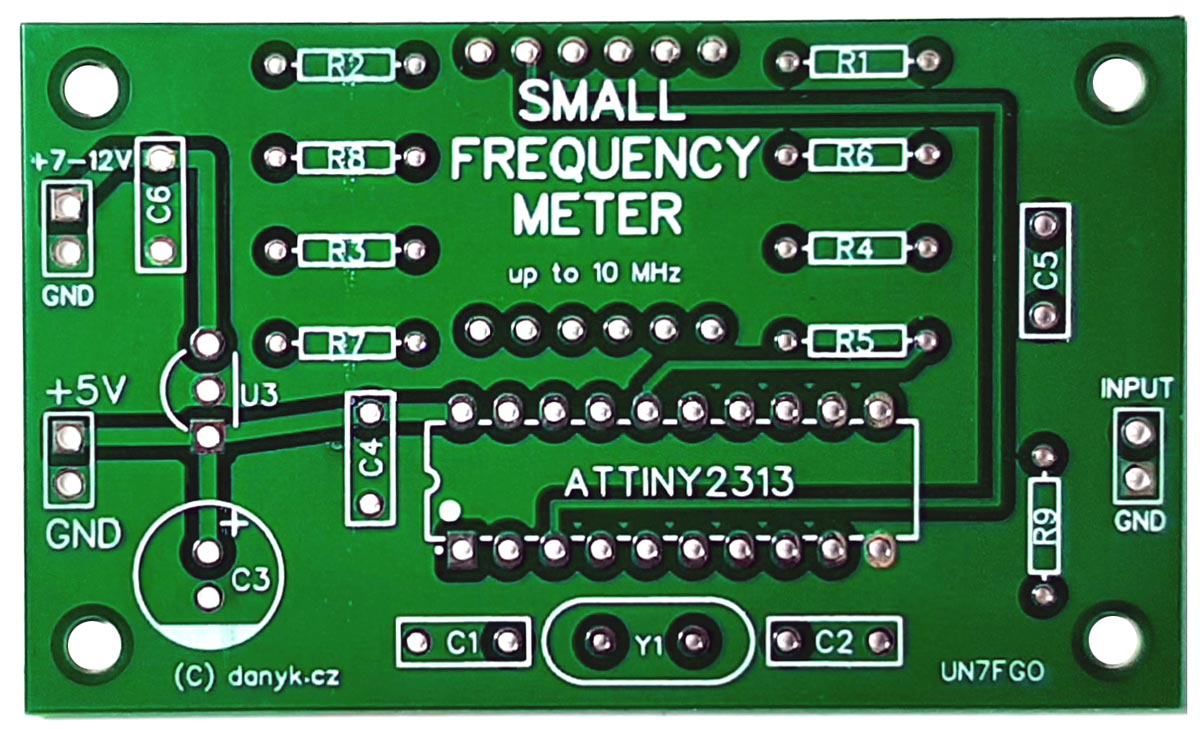 R2
R1
SMALL
FREQUENCY
METER
up to 10 MHz
+7-12V
C6
GND
R8
R6
R3
R4
C5
R7
R5
U3
+5V
GND
C4
ATTINY2313
INPUT
GND
R9
+
C3
C1
Y1
C2
(C) danyk.cz
UN7FGO